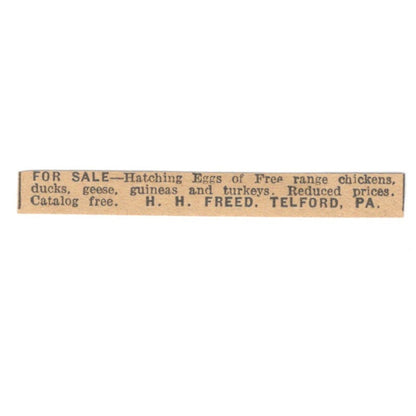 FOR SALE—Hatching Eggs of Free range chickens,
ducks, geese, guineas and turkeys. Reduced prices.
Catalog free. H. H. FREED, TELFORD, PA.